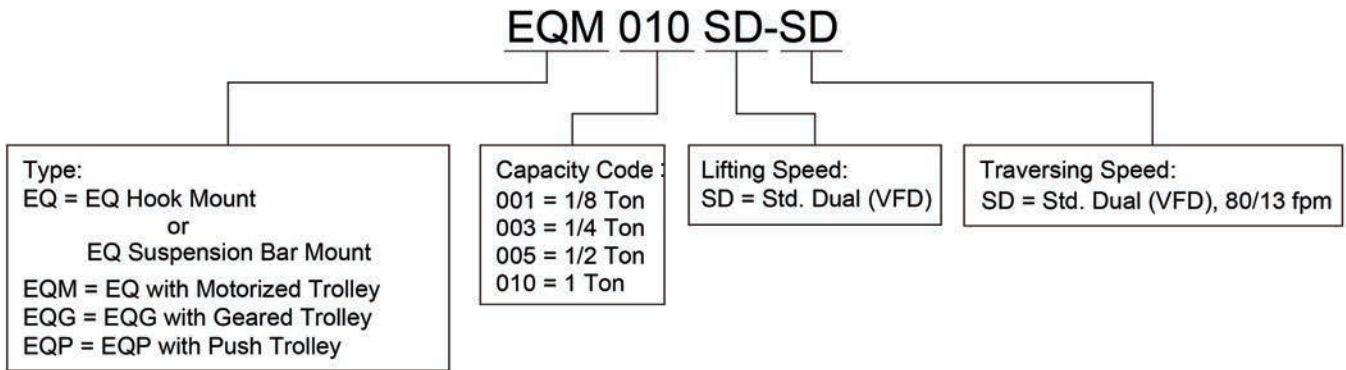 EQM 010 SD-SD
Type:
EQ = EQ Hook Mount
or
EQ Suspension Bar Mount
EQM = EQ with Motorized Trolley
EQG = EQG with Geared Trolley
EQP = EQP with Push Trolley
Capacity Code :
001 = 1/8 Ton
003 = 1/4 Ton
005 = 1/2 Ton
010 = 1 Ton
Lifting Speed:
SD = Std. Dual (VFD)
Traversing Speed:
SD = Std. Dual (VFD), 80/13 fpm